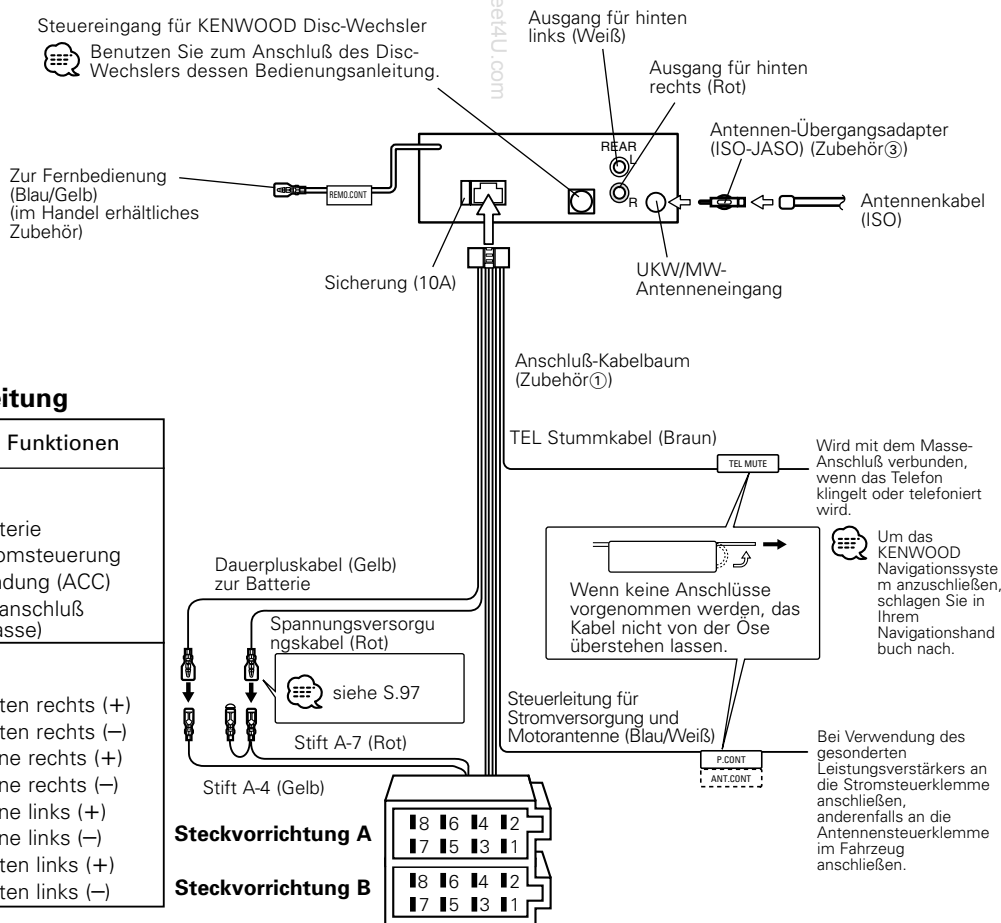 Steuereingang für KENWOOD Disc-Wechsler
Benutzen Sie zum Anschluß des Disc-
Wechslers dessen Bedienungsanleitung.
eet4U.com
Ausgang für hinten
links (Weiß)
Ausgang für hinten
rechts (Rot)
Antennen-Übergangsadapter
(ISO-JASO) (Zubehör③)
REAR
L
R
Zur Fernbedienung
(Blau/Gelb)
(im Handel erhältliches
Zubehör)
REMO.CONT
Antennenkabel
(ISO)
Sicherung (10A)
UKW/MW-
Antenneneingang
Anschluß-Kabelbaum
(Zubehör①)
eitung
Funktionen
terie
omsteuerung
dung (ACC)
anschluß
asse)
ten rechts (+)
ten rechts (–)
ne rechts (+)
ne rechts (–)
ne links (+)
ne links (–)
ten links (+)
ten links (–)
TEL Stummkabel (Braun)
TEL MUTE
Wird mit dem Masse-
Anschluß verbunden,
wenn das Telefon
klingelt oder telefoniert
wird.
Um das
KENWOOD
Navigationssyste
m anzuschließen,
schlagen Sie in
Ihrem
Navigationshand
buch nach.
Wenn keine Anschlüsse
vorgenommen werden, das
Kabel nicht von der Öse
überstehen lassen.
Dauerpluskabel (Gelb)
zur Batterie
Spannungsversorgu
ngskabel (Rot)
siehe S.97
Stift A-7 (Rot)
Stift A-4 (Gelb)
Steuerleitung für
Stromversorgung und
Motorantenne (Blau/Weiß)
P.CONT
ANT.CONT
Bei Verwendung des
gesonderten
Leistungsverstärkers an
die Stromsteuerklemme
anschließen,
anderenfalls an die
Antennensteuerklemme
im Fahrzeug
anschließen.
Steckvorrichtung A
8 6 4 2
7 5 3 1
Steckvorrichtung B
8 6 4 2
7 5 3 1